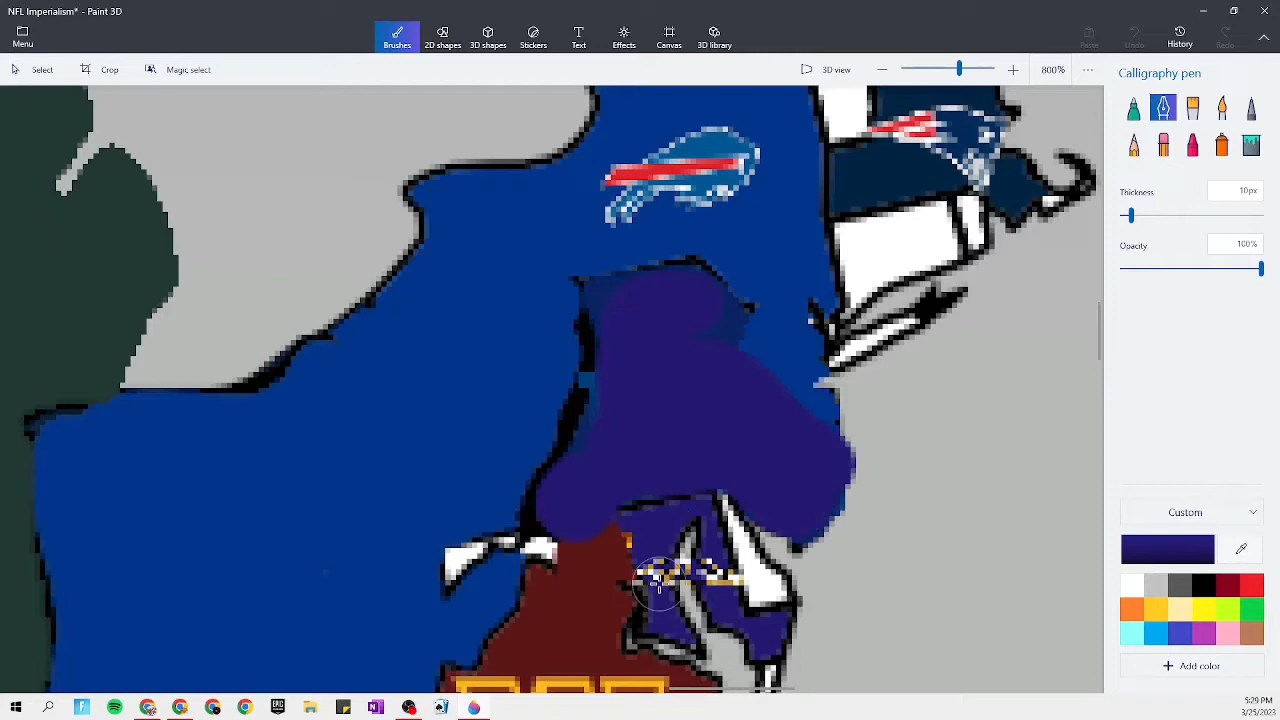 NFL Imperialism* - Paint 3D
Menu
Brushes
2D shapes
3D shapes
Stickers
Text
Effects
Canvas
3D library
Paste
Undo
History
Redo
Select
Crop
Magic select
3D view
800%
Calligraphy pen
Thickness
10px
Opacity
100%
Custom
Add color
EPIC
5:29 PM
3/25/2023